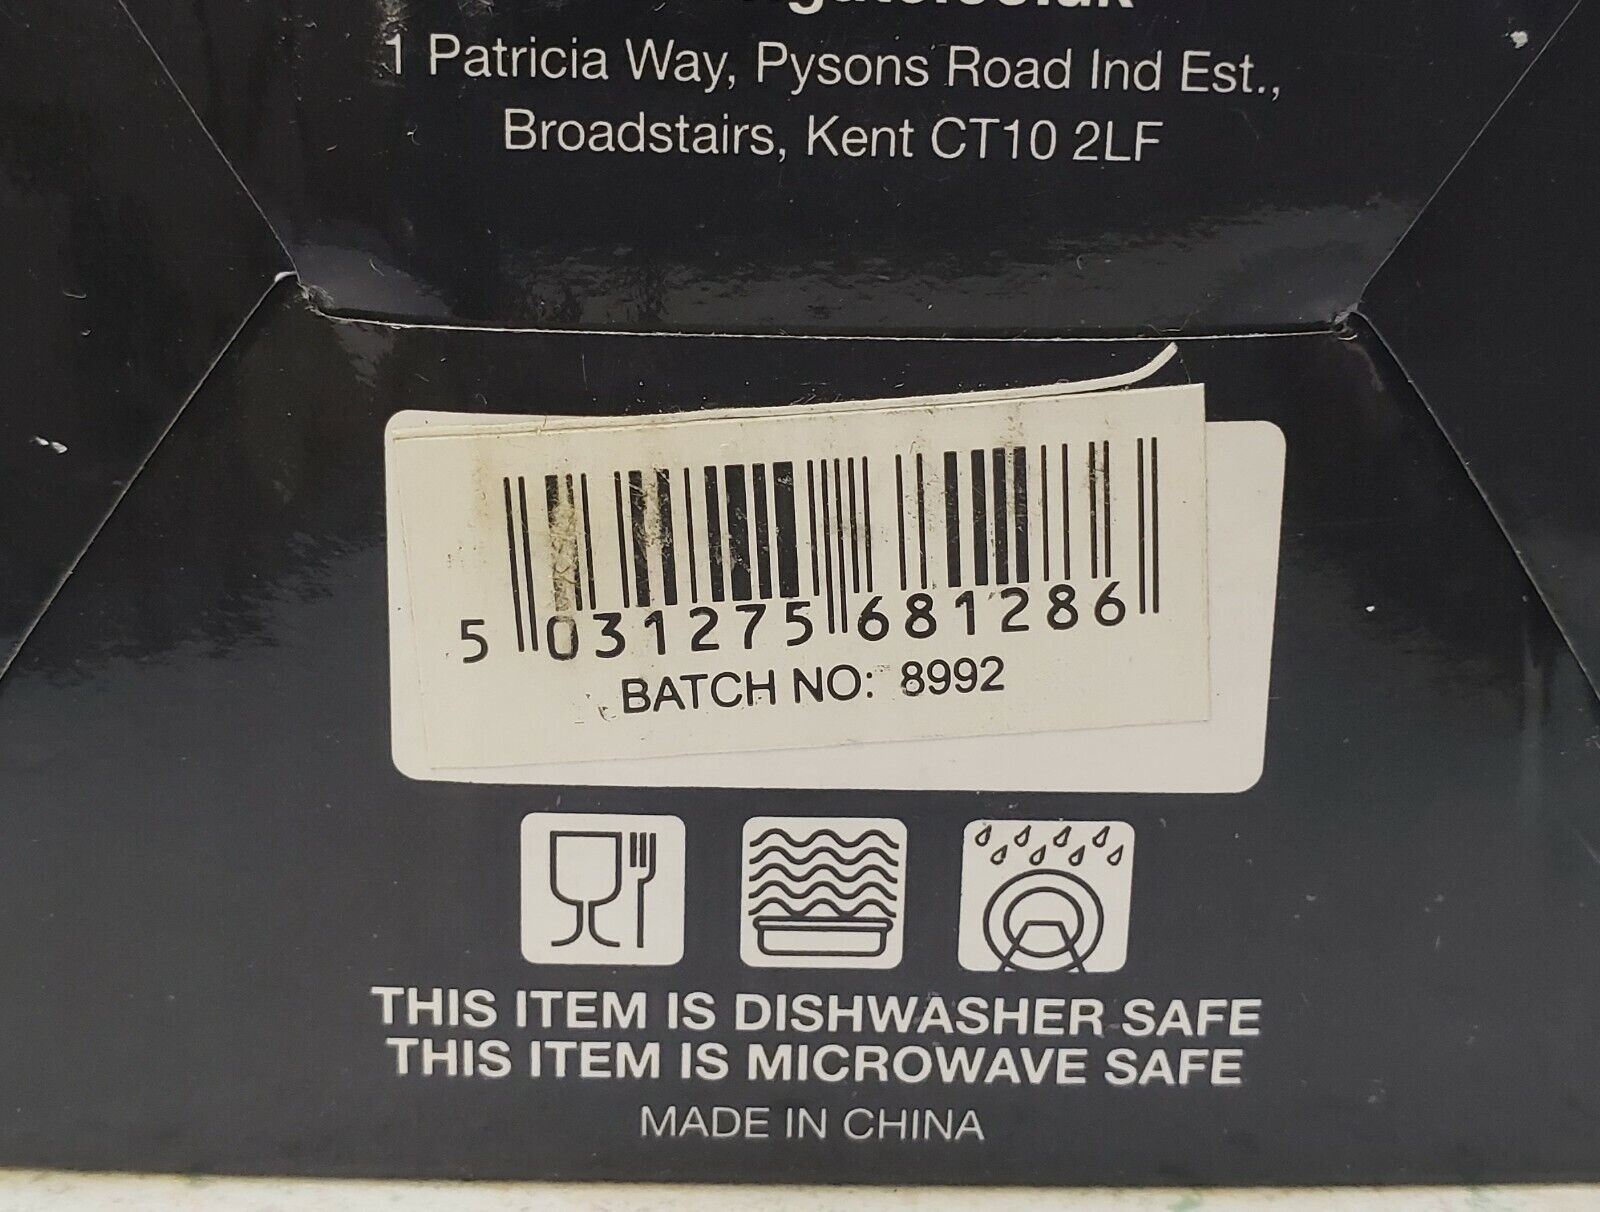 1 Patricia Way, Pysons Road Ind Est.,
Broadstairs, Kent CT10 2LF
5 031275 681286
BATCH NO: 8992
THIS ITEM IS DISHWASHER SAFE
THIS ITEM IS MICROWAVE SAFE
MADE IN CHINA